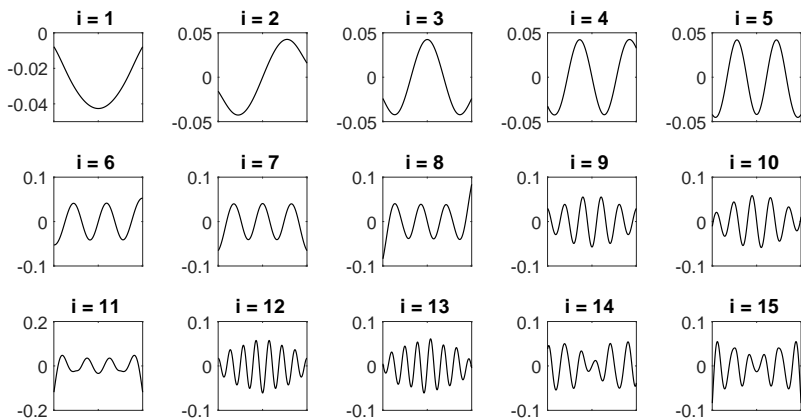 i = 1 i = 2 i = 3 i = 4 i = 5
0 0.05 0.05 0.05 0.05
-0.02 0 0 0 0
-0.04 -0.05 -0.05 -0.05 -0.05
i = 6 i = 7 i = 8 i = 9 i = 10
0.1 0.1 0.1 0.1 0.1
0 0 0 0 0
-0.1 -0.1 -0.1 -0.1 -0.1
i = 11 i = 12 i = 13 i = 14 i = 15
0.2 0.1 0.1 0.1 0.1
0 0 0 0 0
-0.2 -0.1 -0.1 -0.1 -0.1